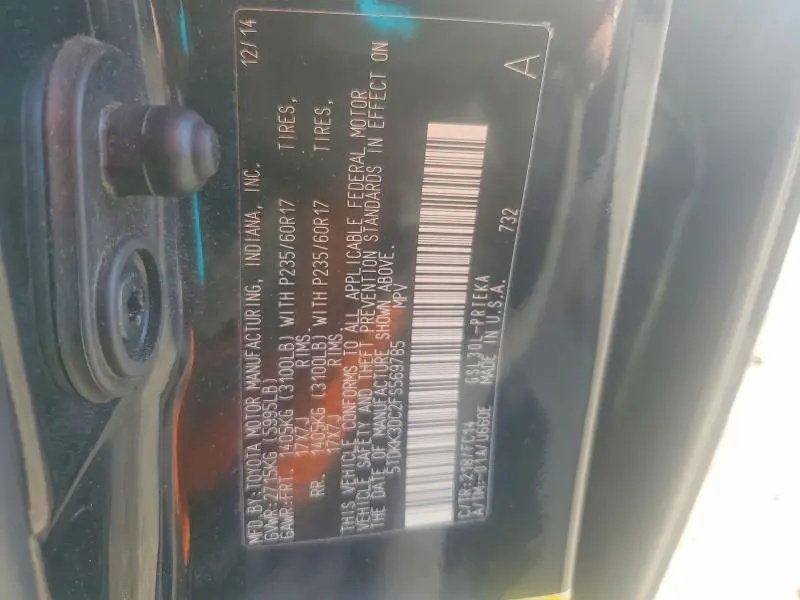 MFD BY:TOYOTA MOTOR MANUFACTURING, INDIANA, INC. 12/14
GVWR:2715KG (5995LB)
GAWR:FRT. 1405KG (3100LB) WITH P235/60R17 TIRES,
17X7J RIMS.
RR. 1405KG (3100LB) WITH P235/60R17 TIRES,
17X7J RIMS.
THIS VEHICLE CONFORMS TO ALL APPLICABLE FEDERAL MOTOR
VEHICLE SAFETY AND THEFT PREVENTION STANDARDS IN EFFECT ON
THE DATE OF MANUFACTURE SHOWN ABOVE.
5TDKK3DC2FS569785 MPV
C/TR:218/FC14 GSL30L-PRTEKA 732 A
A/TM:-01A/U660E MADE IN U.S.A.